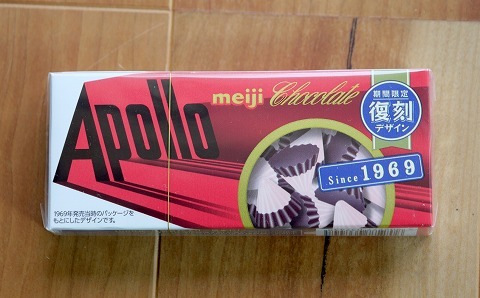 Apollo
meiji Chocolate
期間限定
復刻
デザイン
Since 1969
1969年発売当時のパッケージを
もとにしたデザインです。